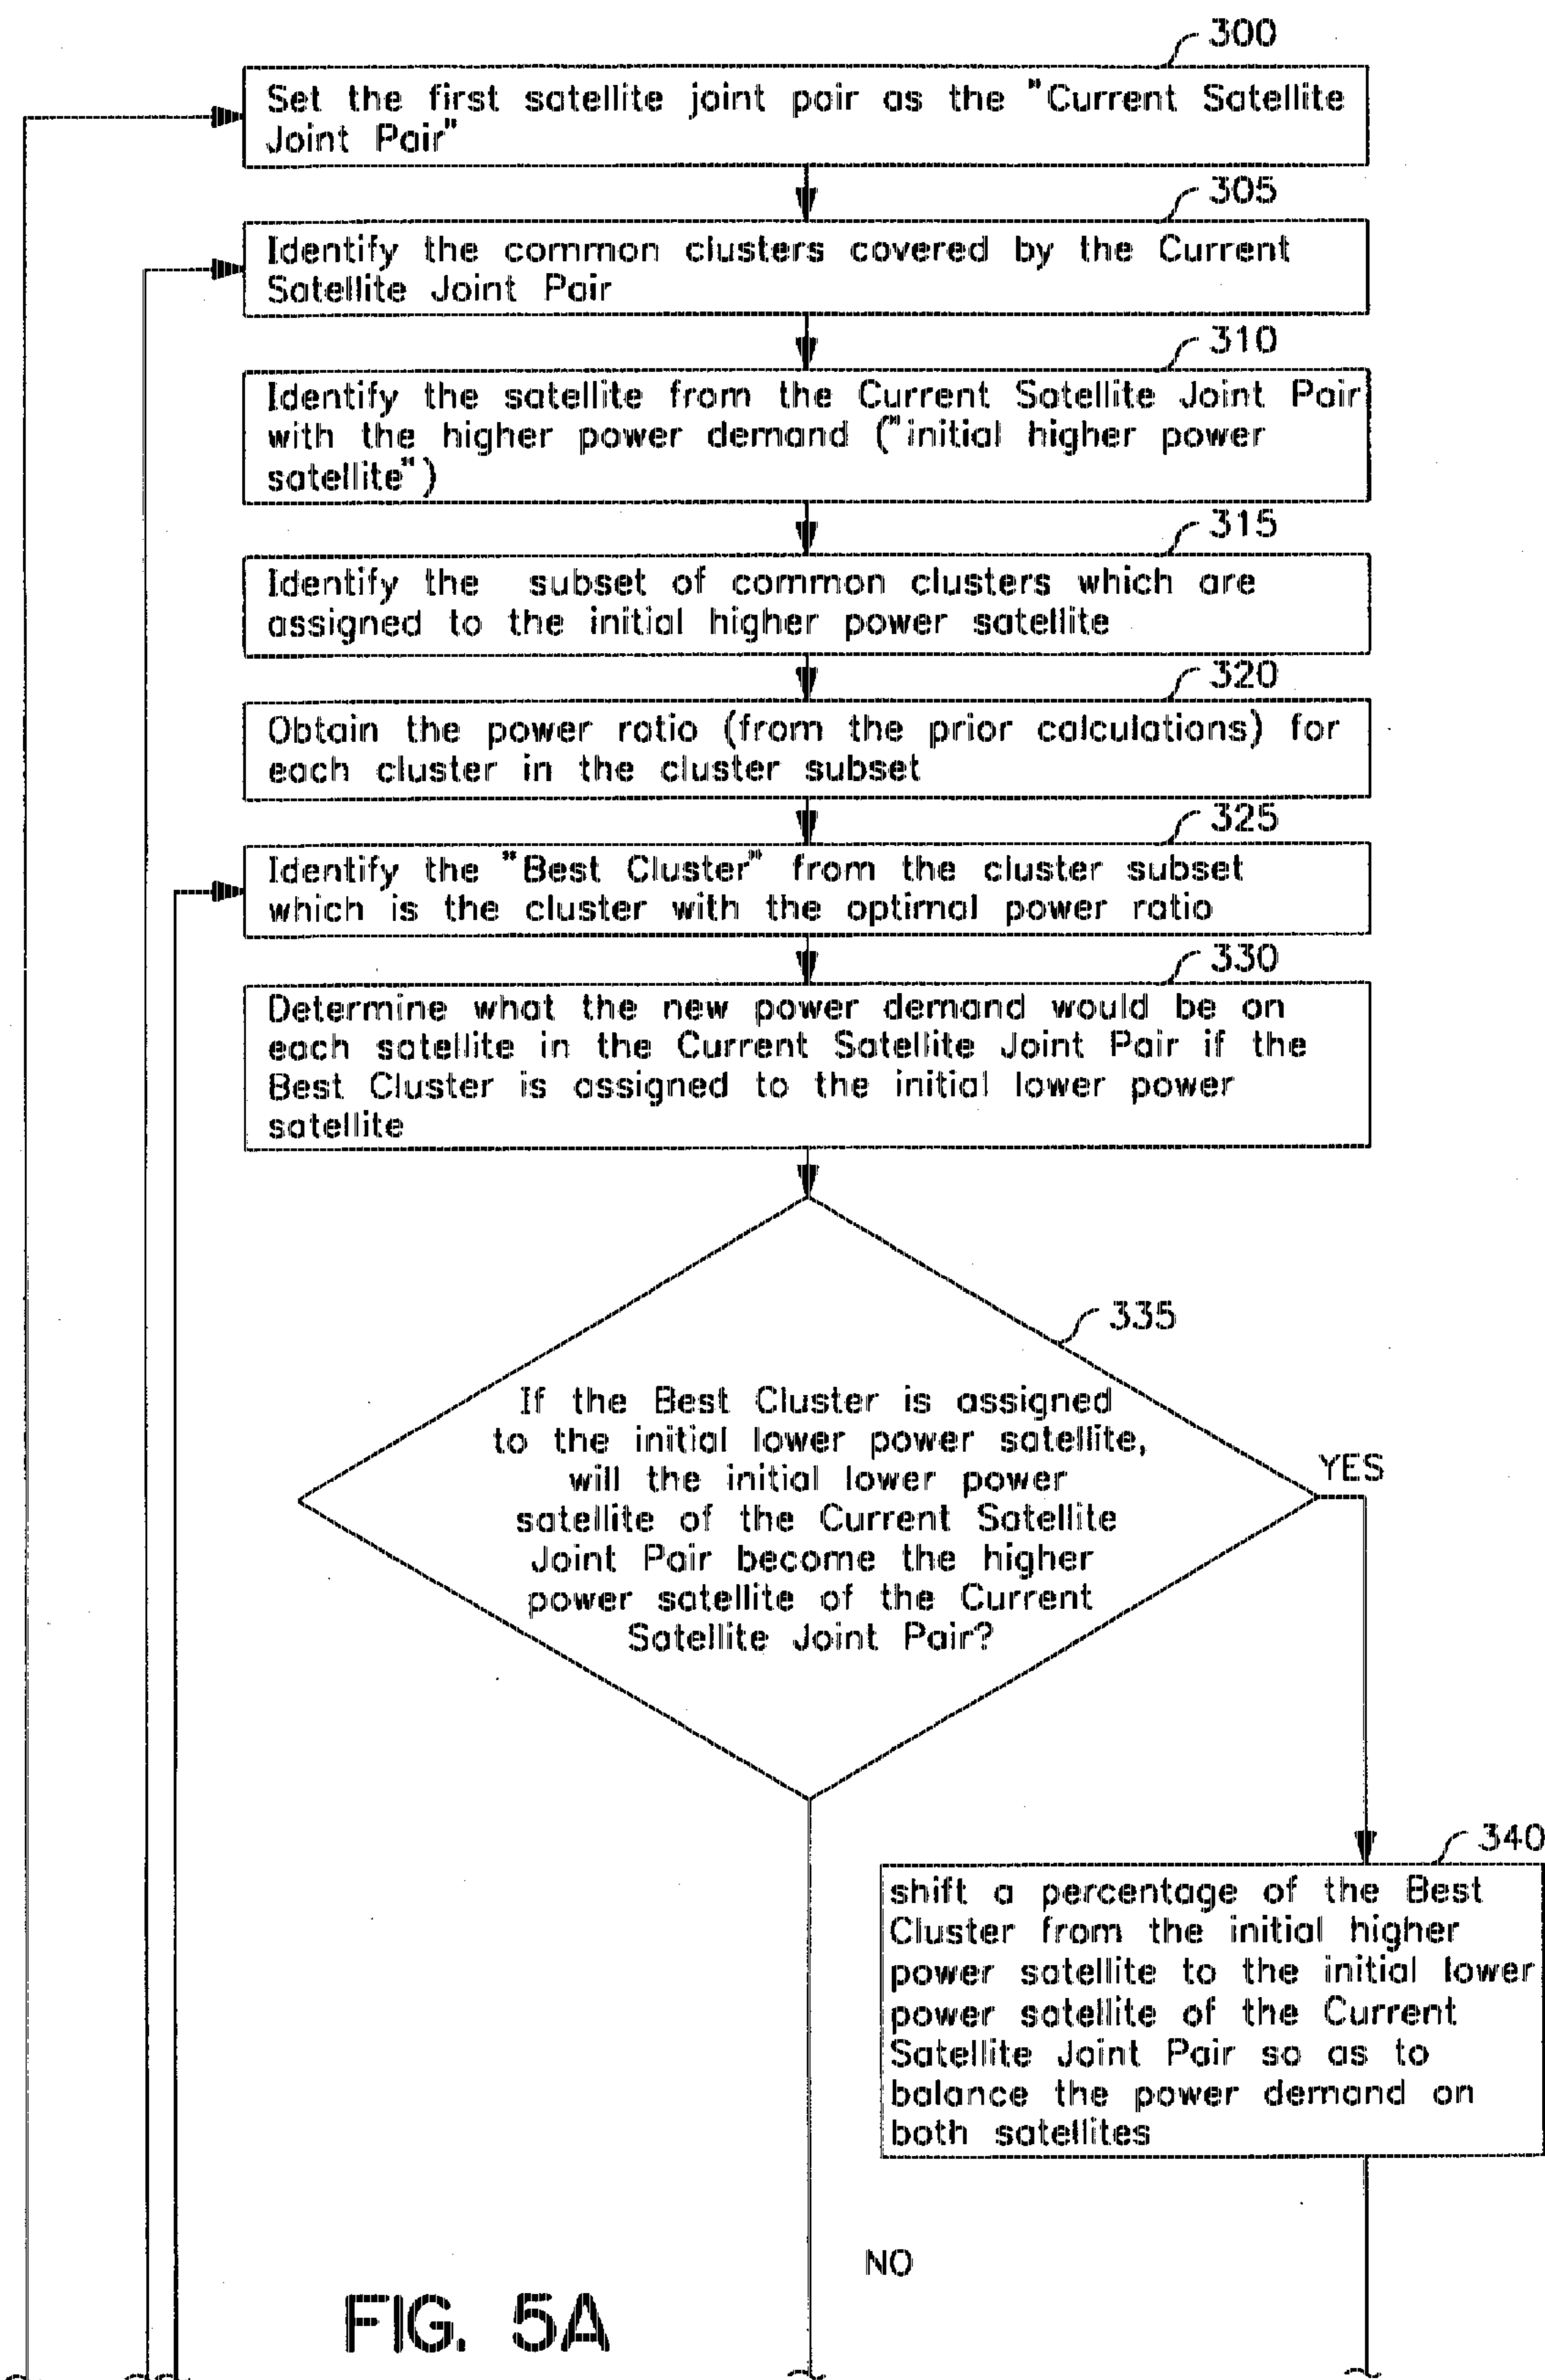 300
Set the first satellite joint pair as the "Current Satellite
Joint Pair"
305
Identify the common clusters covered by the Current
Satellite Joint Pair
310
Identify the satellite from the Current Satellite Joint Pair
with the higher power demand ("initial higher power
satellite")
315
Identify the subset of common clusters which are
assigned to the initial higher power satellite
320
Obtain the power ratio (from the prior calculations) for
each cluster in the cluster subset
325
Identify the "Best Cluster" from the cluster subset
which is the cluster with the optimal power ratio
330
Determine what the new power demand would be on
each satellite in the Current Satellite Joint Pair if the
Best Cluster is assigned to the initial lower power
satellite
335
If the Best Cluster is assigned
to the initial lower power satellite,
will the initial lower power
satellite of the Current Satellite
Joint Pair become the higher
power satellite of the Current
Satellite Joint Pair?
YES
340
shift a percentage of the Best
Cluster from the initial higher
power satellite to the initial lower
power satellite of the Current
Satellite Joint Pair so as to
balance the power demand on
both satellites
NO
FIG. 5A